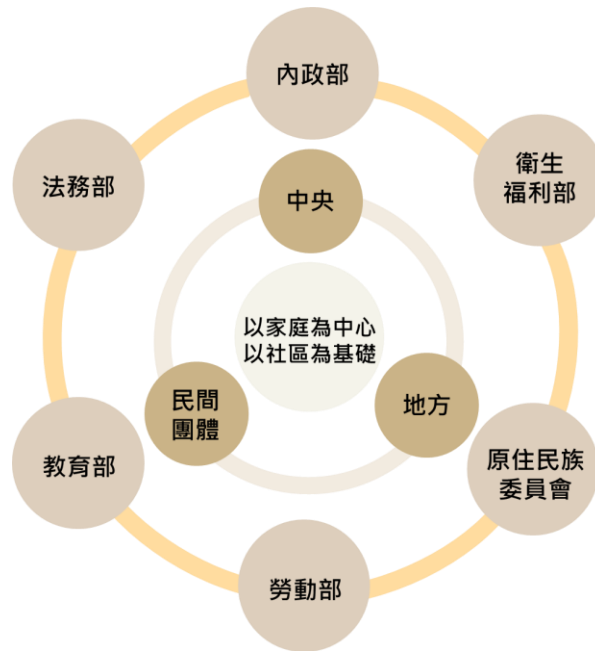 內政部
法務部
衛生
福利部
中央
以家庭為中心
以社區為基礎
民間
團體
地方
教育部
原住民族
委員會
勞動部